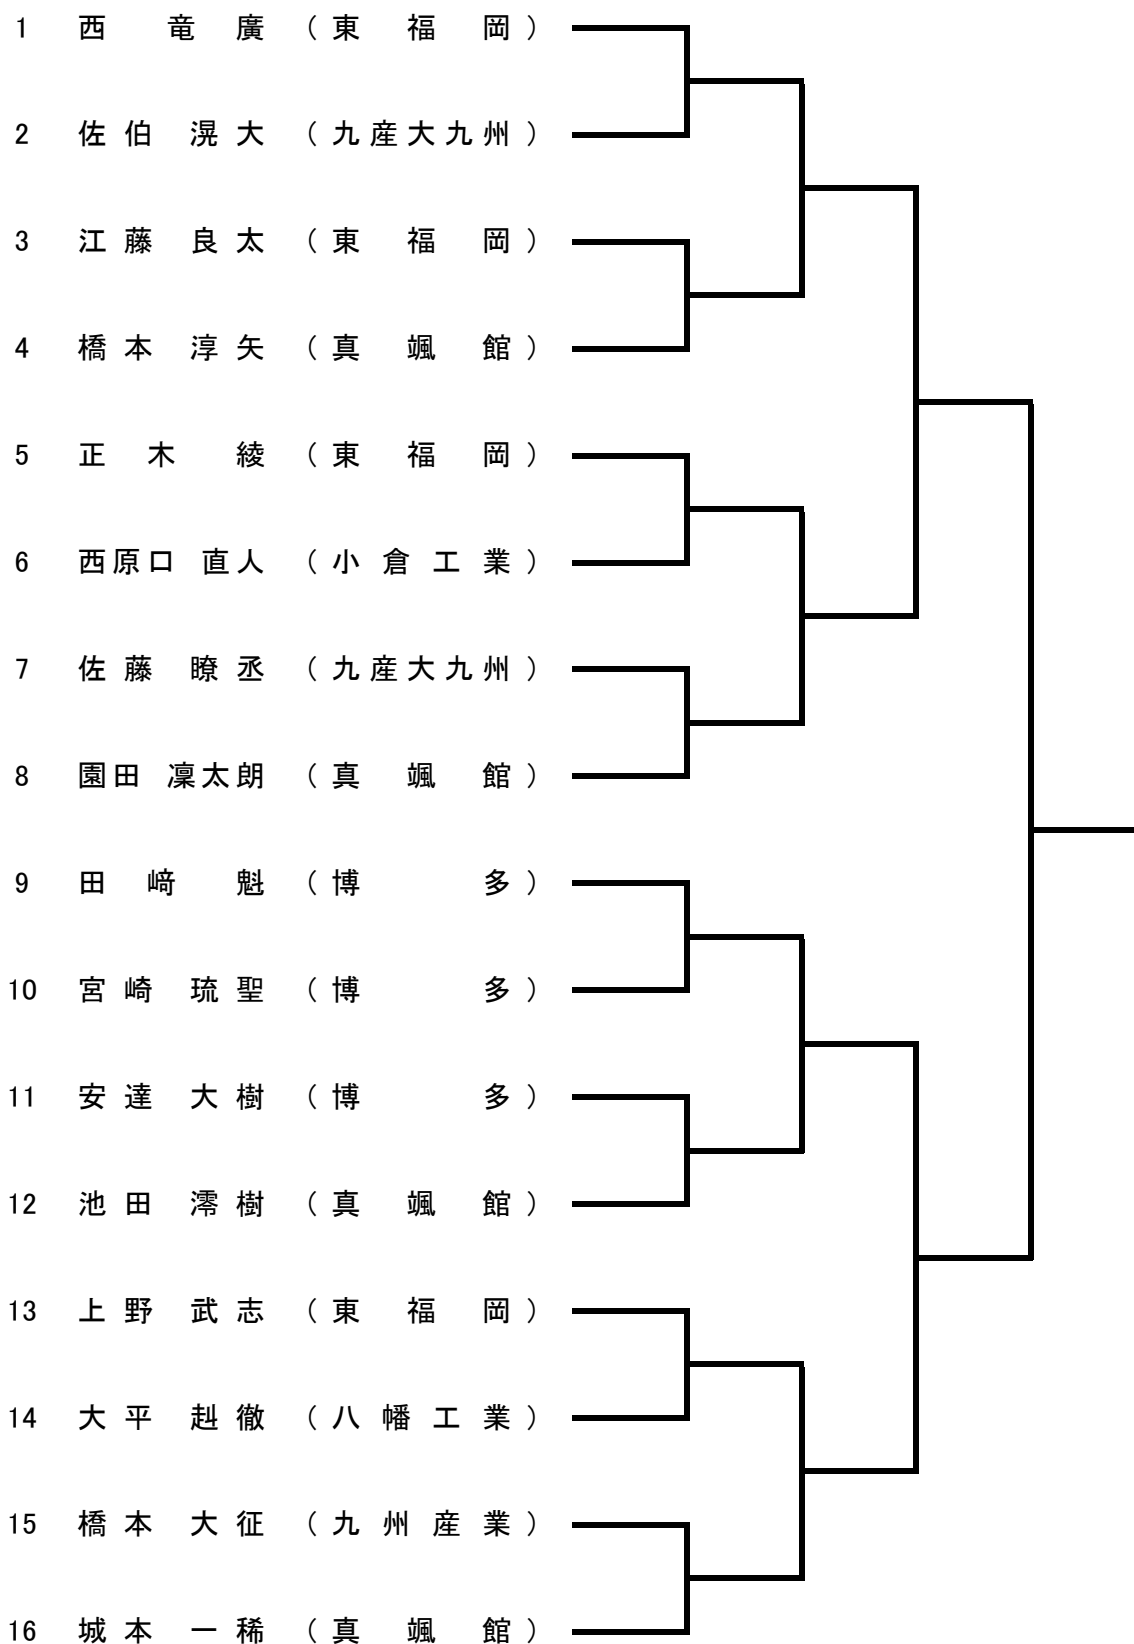 1 西 竜 廣 ( 東 福 岡 )
2 佐 伯 滉 大 ( 九 産 大 九 州 )
3 江 藤 良 太 ( 東 福 岡 )
4 橋 本 淳 矢 ( 真 颯 館 )
5 正 木 綾 ( 東 福 岡 )
6 西原口 直人 ( 小 倉 工 業 )
7 佐 藤 瞭 丞 ( 九 産 大 九 州 )
8 園田 凜太朗 ( 真 颯 館 )
9 田 﨑 魁 ( 博 多 )
10 宮 崎 琉 聖 ( 博 多 )
11 安 達 大 樹 ( 博 多 )
12 池 田 澪 樹 ( 真 颯 館 )
13 上 野 武 志 ( 東 福 岡 )
14 大 平 赳 徹 ( 八 幡 工 業 )
15 橋 本 大 征 ( 九 州 産 業 )
16 城 本 一 稀 ( 真 颯 館 )